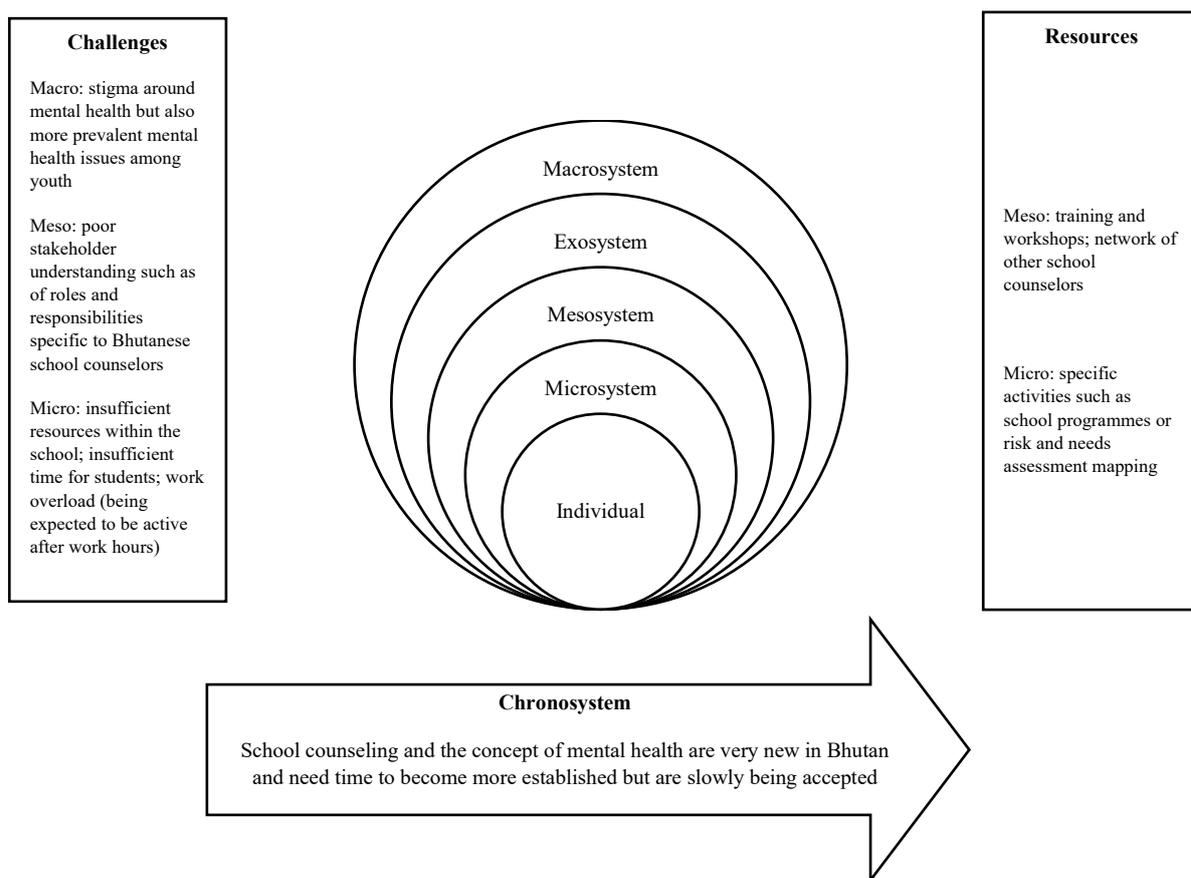 Challenges
Macro: stigma around
mental health but also
more prevalent mental
health issues among
youth
Meso: poor
stakeholder
understanding such as
of roles and
responsibilities
specific to Bhutanese
school counselors
Micro: insufficient
resources within the
school; insufficient
time for students; work
overload (being
expected to be active
after work hours)
Macrosystem
Exosystem
Mesosystem
Microsystem
Individual
Resources
Meso: training and
workshops; network of
other school
counselors
Micro: specific
activities such as
school programmes or
risk and needs
assessment mapping
Chronosystem
School counseling and the concept of mental health are very new in Bhutan
and need time to become more established but are slowly being accepted